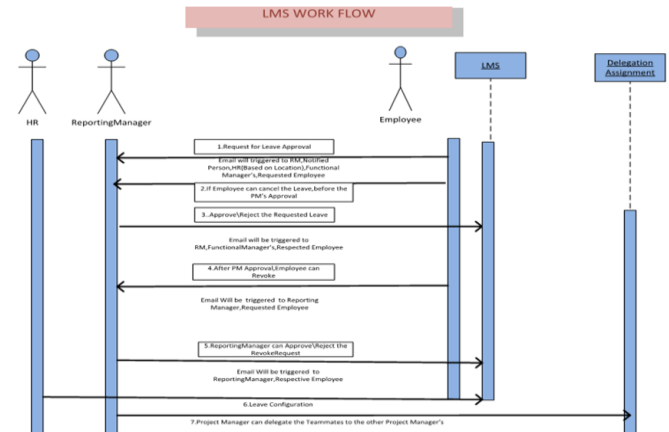 LMS WORK FLOW
LMS
Delegation
Assignment
HR
ReportingManager
Employee
1.Request for Leave Approval
Email will triggered to RM,Notified
Person,HR(Based on Location),Functional
Manager's,Requested Employee
2.If Employee can cancel the Leave,before the
PM's Approval
3..Approve\Reject the Requested Leave
Email will be triggered to
RM,FunctionalManager's,Respected Employee
4.After PM Approval,Employee can
Revoke
Email Will be triggered to Reporting
Manager,Requested Employee
5.ReportingManager can Approve\Reject the
RevokeRequest
Email Will be triggered to
ReportingManager,Respective Employee
6.Leave Configuration
7.Project Manager can delegate the Teammates to the other Project Manager's